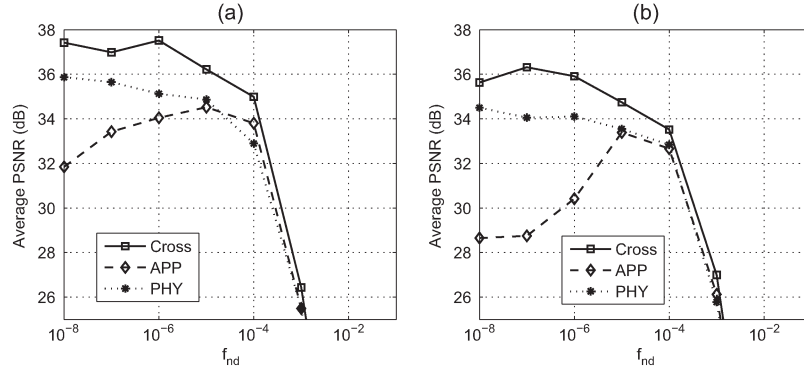 (a)
38
36
34
32
30
28
26
Average PSNR (dB)
Cross
APP
PHY
10⁻⁸
10⁻⁶
10⁻⁴
10⁻²
f_nd
(b)
38
36
34
32
30
28
26
Average PSNR (dB)
Cross
APP
PHY
10⁻⁸
10⁻⁶
10⁻⁴
10⁻²
f_nd